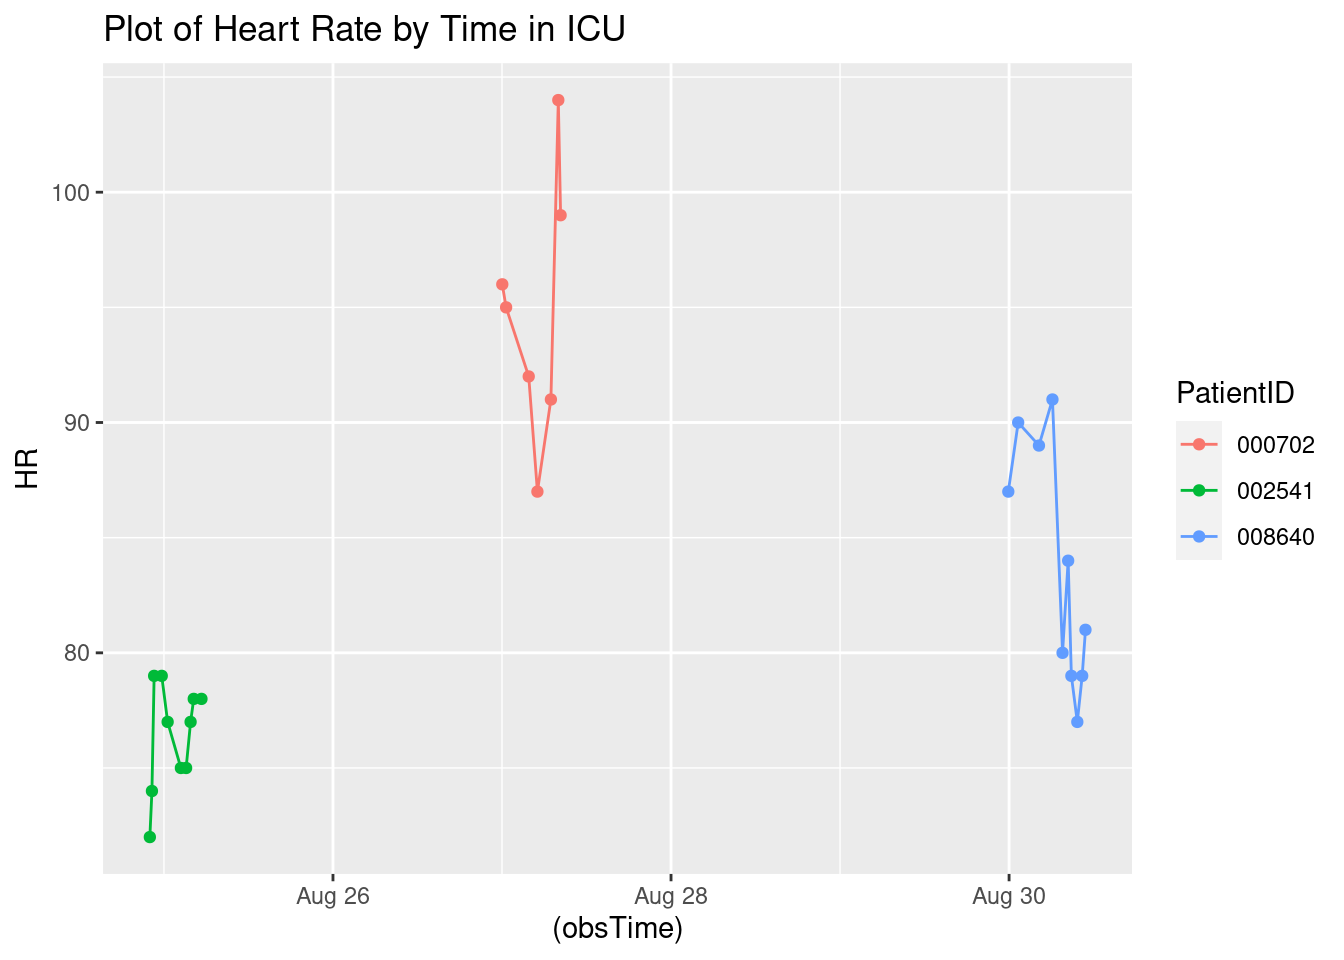 Plot of Heart Rate by Time in ICU
100
90
80
HR
Aug 26
Aug 28
Aug 30
(obsTime)
PatientID
000702
002541
008640